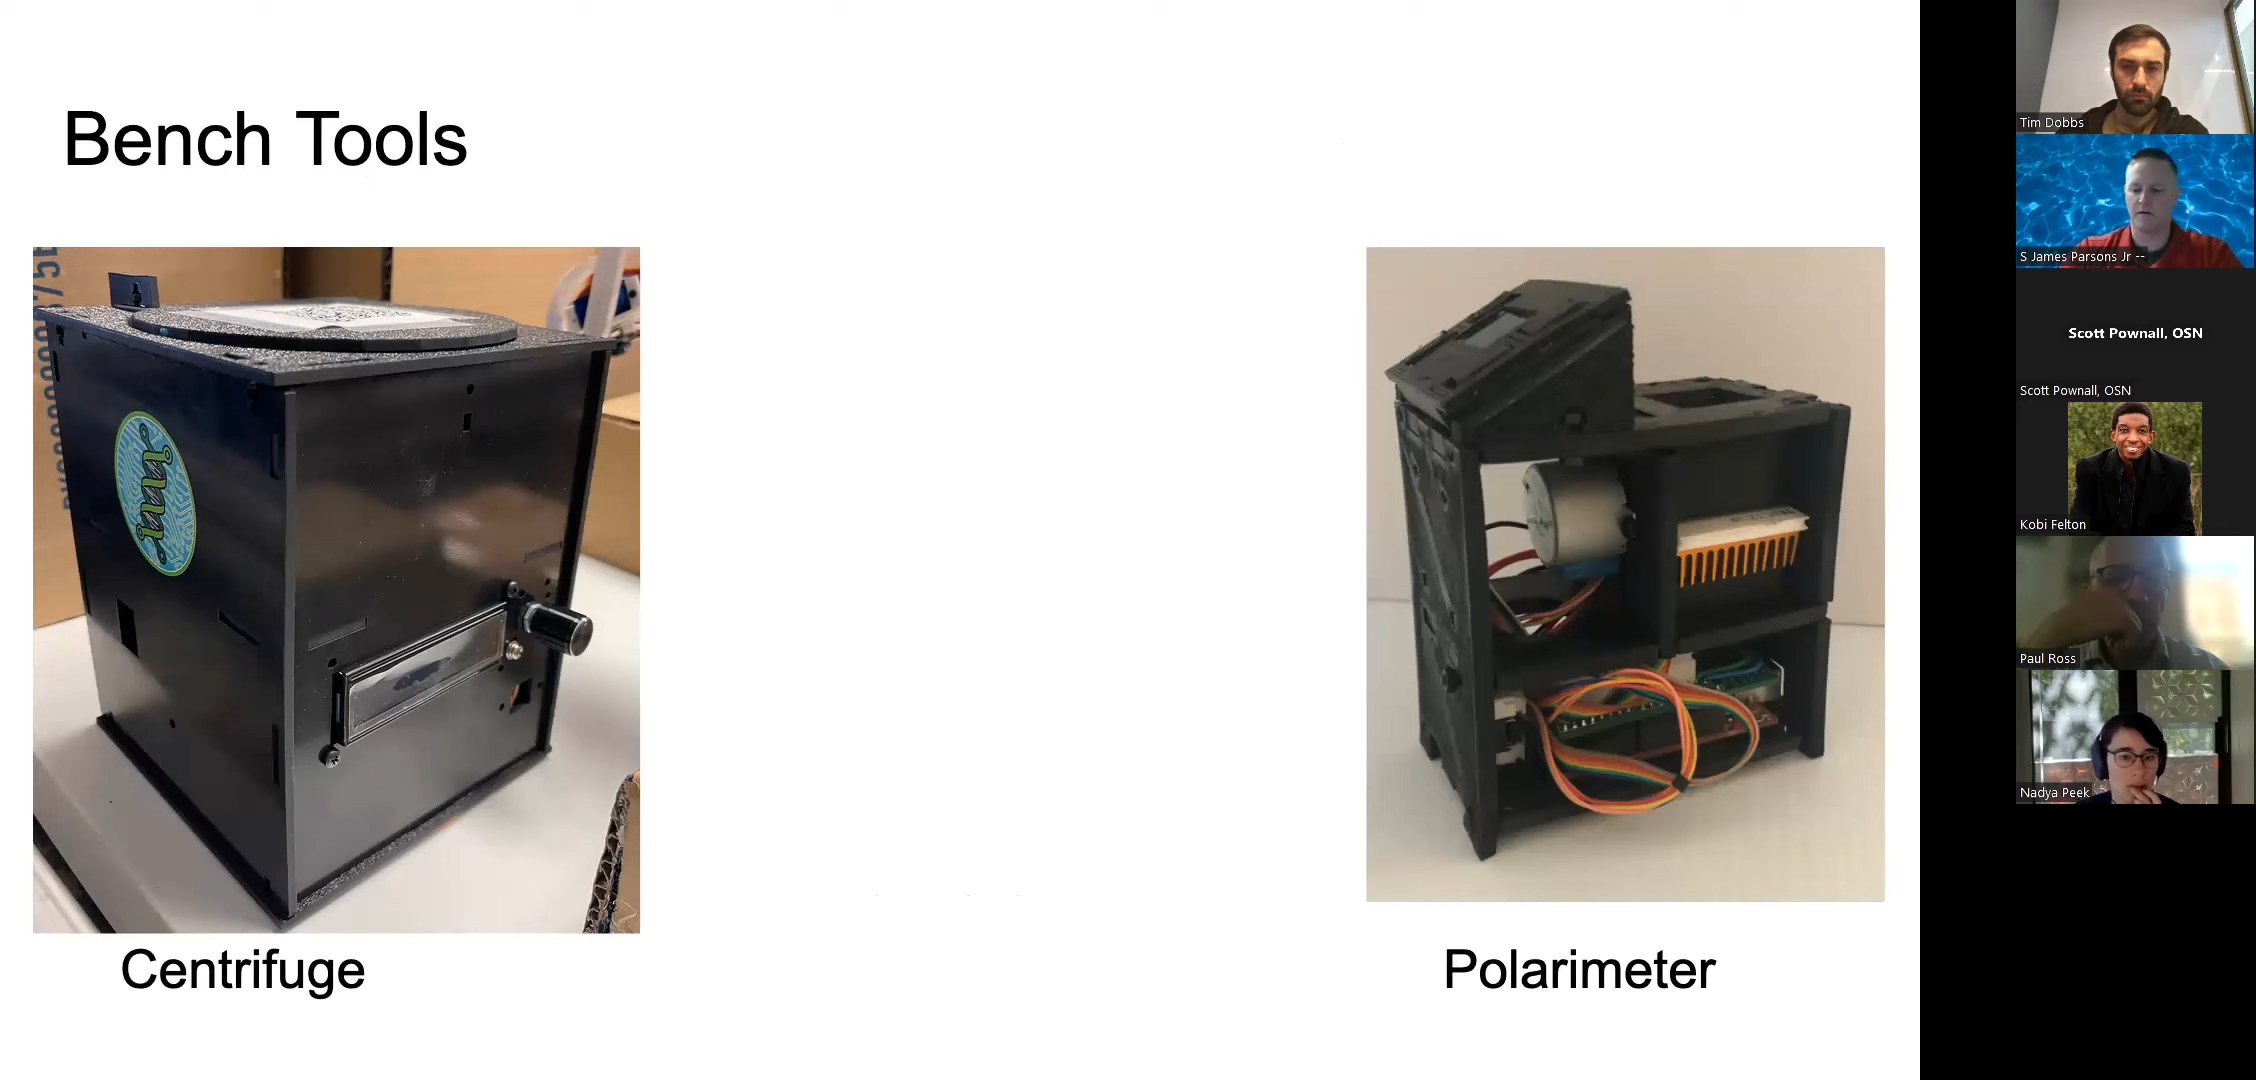 Bench Tools
Centrifuge
Polarimeter
Tim Dobbs
S James Parsons Jr --
Scott Pownall, OSN
Scott Pownall, OSN
Kobi Felton
Paul Ross
Nadya Peek